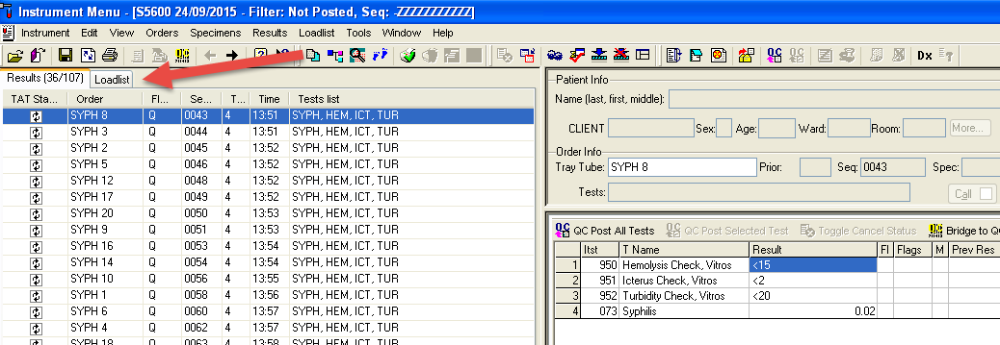 Instrument Menu - [S5600 24/09/2015 - Filter: Not Posted, Seq: -ZZZZZZZZZZ]
Instrument Edit View Orders Specimens Results Loadlist Tools Window Help
Dx
Results (36/107) Loadlist
TAT Sta... Order Fl... Se... T... Time Tests list
SYPH 8 Q 0043 4 13:51 SYPH, HEM, ICT, TUR
SYPH 3 Q 0044 4 13:51 SYPH, HEM, ICT, TUR
SYPH 2 Q 0045 4 13:52 SYPH, HEM, ICT, TUR
SYPH 5 Q 0046 4 13:52 SYPH, HEM, ICT, TUR
SYPH 12 Q 0048 4 13:52 SYPH, HEM, ICT, TUR
SYPH 17 Q 0049 4 13:52 SYPH, HEM, ICT, TUR
SYPH 20 Q 0050 4 13:53 SYPH, HEM, ICT, TUR
SYPH 9 Q 0051 4 13:53 SYPH, HEM, ICT, TUR
SYPH 16 Q 0053 4 13:54 SYPH, HEM, ICT, TUR
SYPH 14 Q 0054 4 13:54 SYPH, HEM, ICT, TUR
SYPH 10 Q 0056 4 13:55 SYPH, HEM, ICT, TUR
SYPH 1 Q 0058 4 13:56 SYPH, HEM, ICT, TUR
SYPH 6 Q 0060 4 13:57 SYPH, HEM, ICT, TUR
SYPH 4 Q 0062 4 13:57 SYPH, HEM, ICT, TUR
SYPH 18 Q 0063 4 13:58 SYPH, HEM, ICT, TUR
Patient Info
Name (last, first, middle):
CLIENT Sex: Age: Ward: Room: More...
Order Info
Tray Tube: SYPH 8 Prior: Seq: 0043 Spec:
Tests: Call
QC Post All Tests QC Post Selected Test Toggle Cancel Status Bridge to Q
Itst T Name Result Fl Flags M Prev Res
1 950 Hemolysis Check, Vitros <15
2 951 Icterus Check, Vitros <2
3 952 Turbidity Check, Vitros <20
4 073 Syphilis 0.02